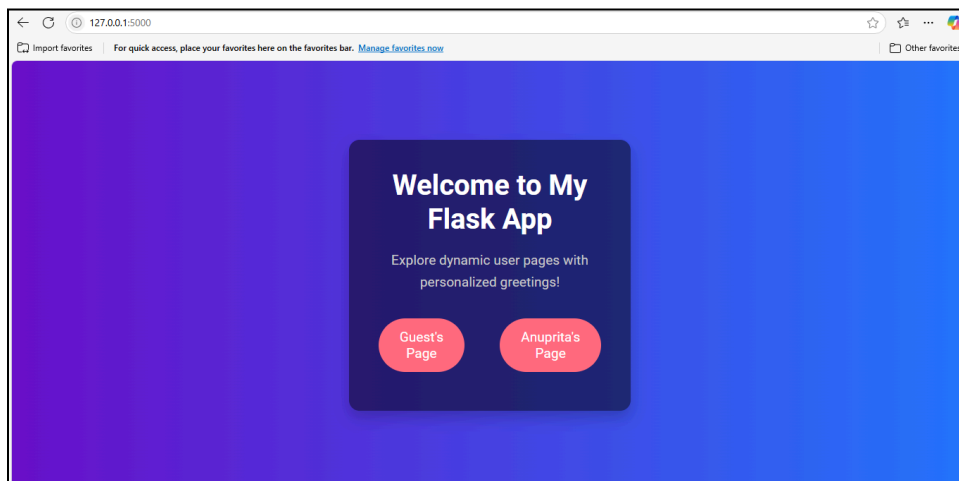 127.0.0.1:5000
Import favorites For quick access, place your favorites here on the favorites bar. Manage favorites now Other favorites
Welcome to My
Flask App
Explore dynamic user pages with
personalized greetings!
Guest's Anuprita's
Page Page